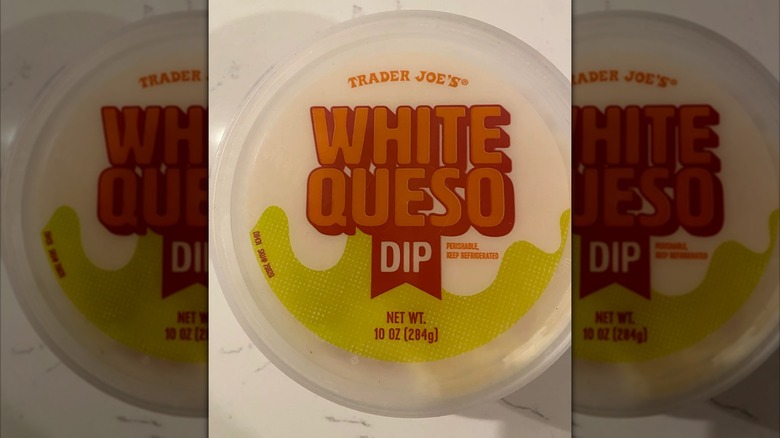 TRADER JOE'S®
WHITE
QUESO
DIP
PERISHABLE,
KEEP REFRIGERATED
NET WT.
10 OZ (284g)